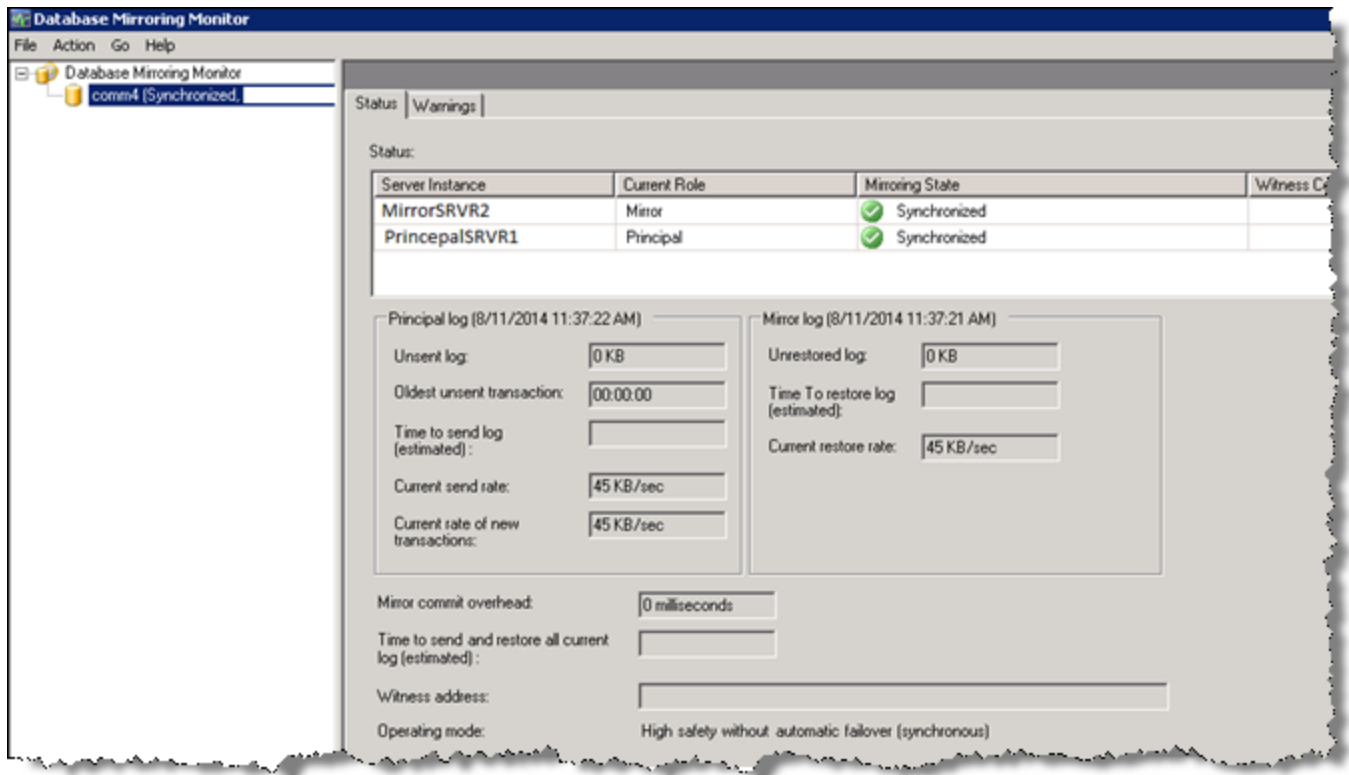 Database Mirroring Monitor
File Action Go Help
Database Mirroring Monitor
comm4 (Synchronized,
Status Warnings
Status:
Server Instance Current Role Mirroring State Witness
MirrorSRVR2 Mirror Synchronized
PrincepalSRVR1 Principal Synchronized
Principal log (8/11/2014 11:37:22 AM)
Unsent log: 0 KB
Oldest unsent transaction: 00:00:00
Time to send log
(estimated) :
Current send rate: 45 KB/sec
Current rate of new
transactions: 45 KB/sec
Mirror log (8/11/2014 11:37:21 AM)
Unrestored log: 0 KB
Time To restore log
(estimated):
Current restore rate: 45 KB/sec
Mirror commit overhead: 0 milliseconds
Time to send and restore all current
log (estimated) :
Witness address:
Operating mode: High safety without automatic failover (synchronous)